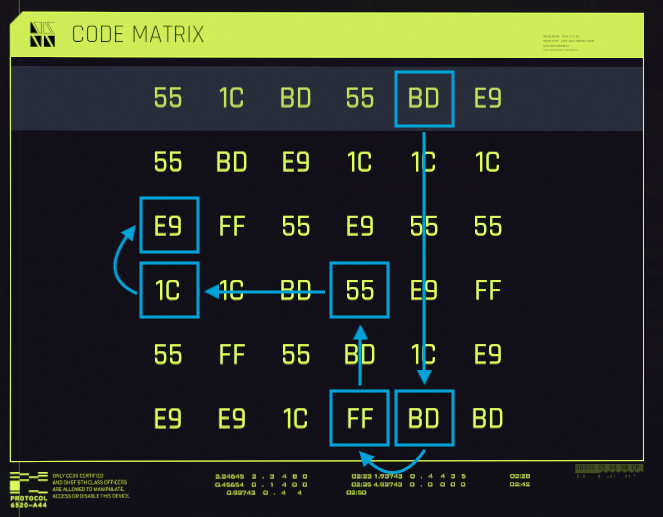 CODE MATRIX
55 1C BD 55 BD E9
55 BD E9 1C 1C 1C
E9 FF 55 E9 55 55
1C 1C BD 55 E9 FF
55 FF 55 BD 1C E9
E9 E9 1C FF BD BD
ONLY CC35 CERTIFIED
AND DHSF 5TH CLASS OFFICERS
ARE ALLOWED TO MANIPULATE,
ACCESS OR DISABLE THIS DEVICE.
PROTOCOL
6520-A44